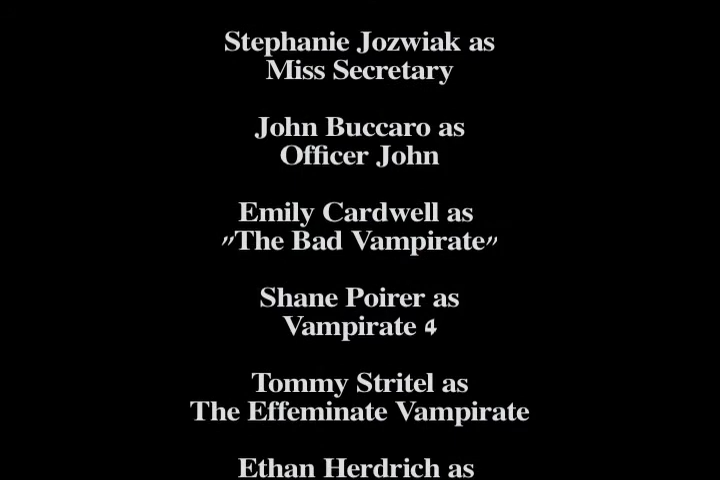 Stephanie Jozwiak as
Miss Secretary
John Buccaro as
Officer John
Emily Cardwell as
"The Bad Vampirate"
Shane Poirer as
Vampirate 4
Tommy Stritel as
The Effeminate Vampirate
Ethan Herdrich as